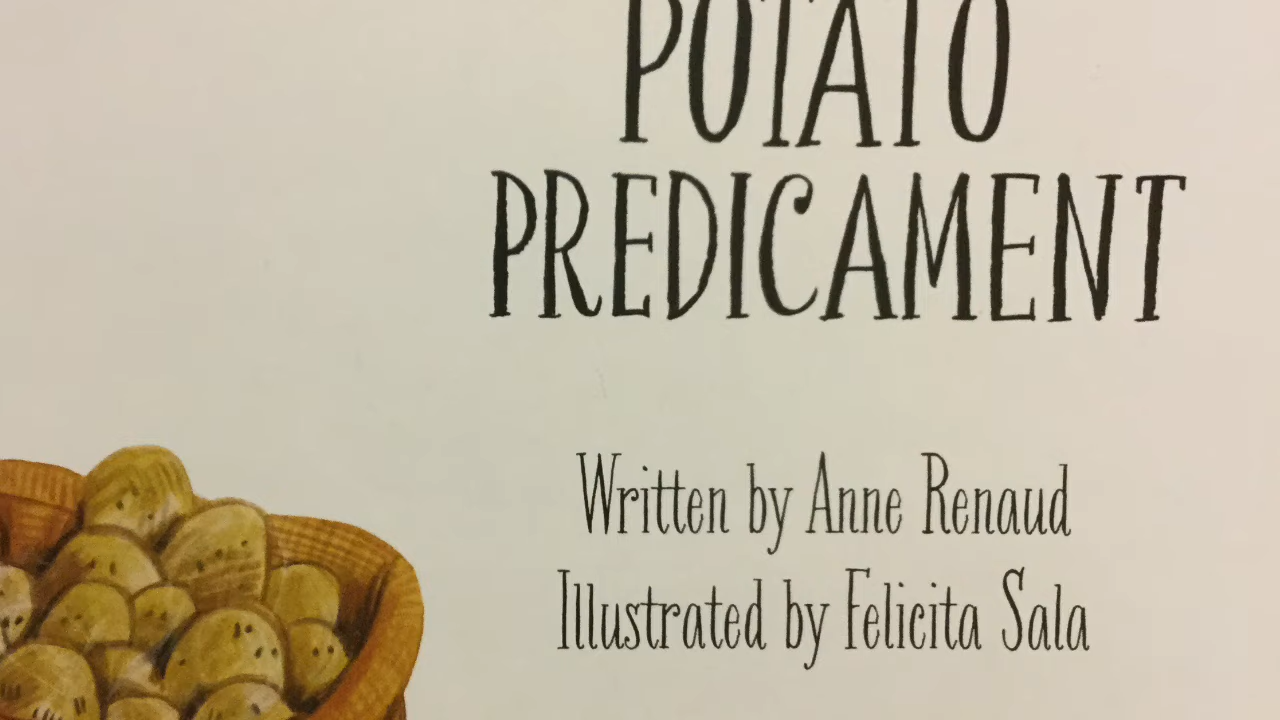 POTATO
PREDICAMENT
Written by Anne Renaud
Illustrated by Felicita Sala